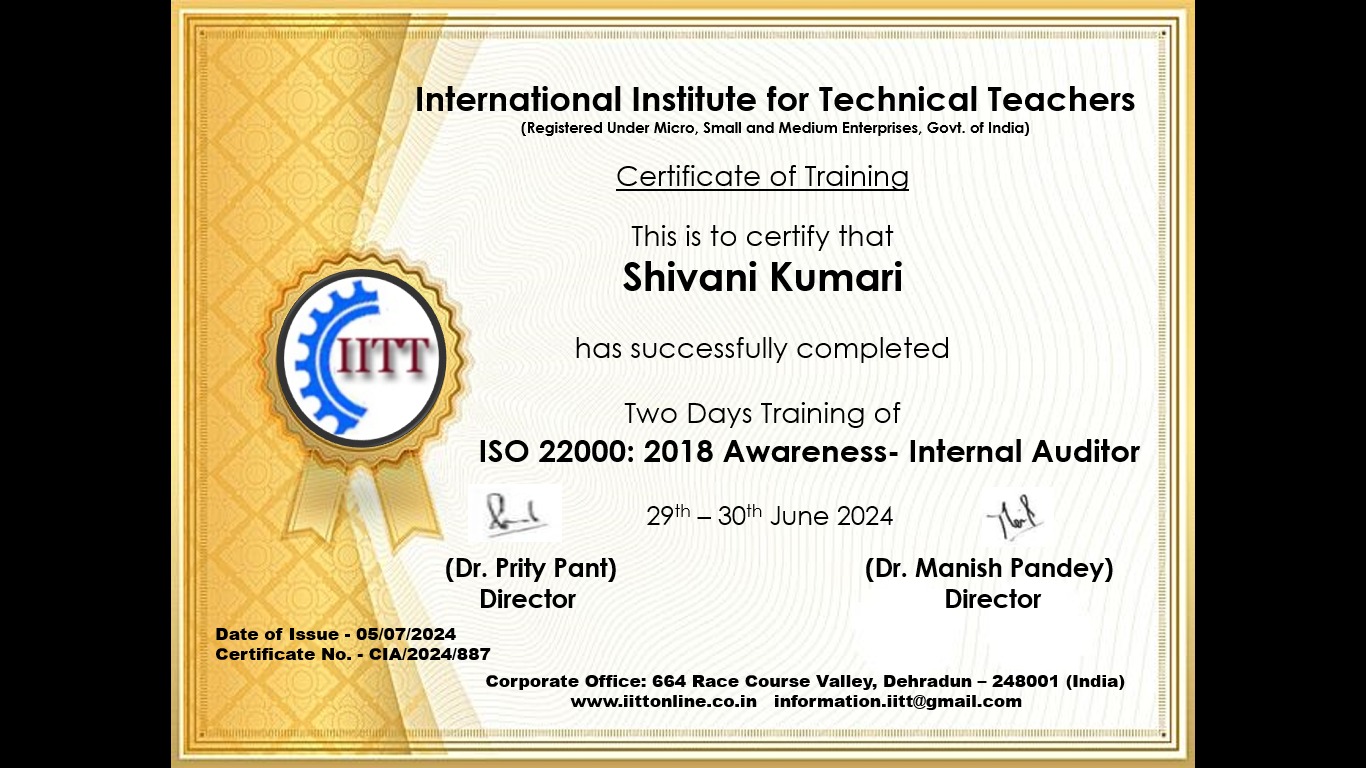 International Institute for Technical Teachers
(Registered Under Micro, Small and Medium Enterprises, Govt. of India)
Certificate of Training
This is to certify that
Shivani Kumari
IITT
has successfully completed
Two Days Training of
ISO 22000: 2018 Awareness- Internal Auditor
29th – 30th June 2024
(Dr. Prity Pant) (Dr. Manish Pandey)
Director Director
Date of Issue - 05/07/2024
Certificate No. - CIA/2024/887
Corporate Office: 664 Race Course Valley, Dehradun – 248001 (India)
www.iittonline.co.in information.iitt@gmail.com